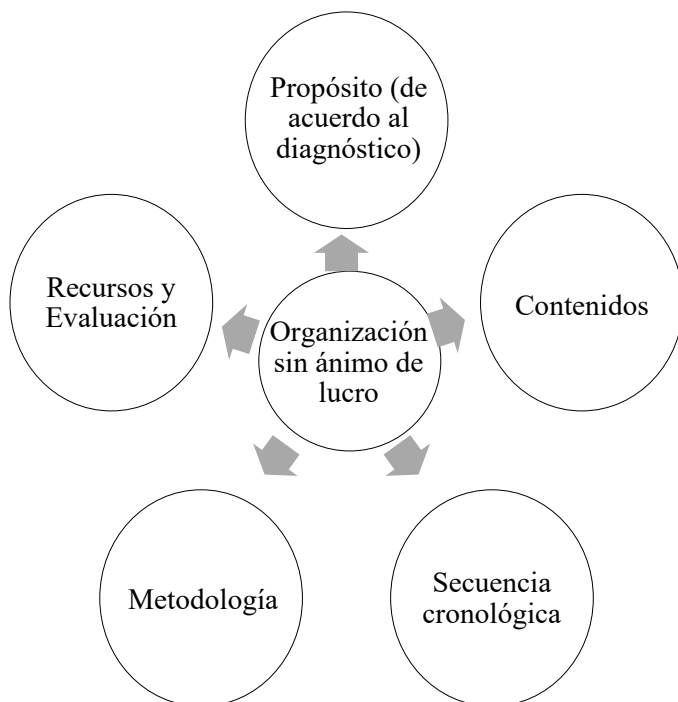 Propósito (de
acuerdo al
diagnóstico)
Recursos y
Evaluación
Contenidos
Organización
sin ánimo de
lucro
Metodología
Secuencia
cronológica